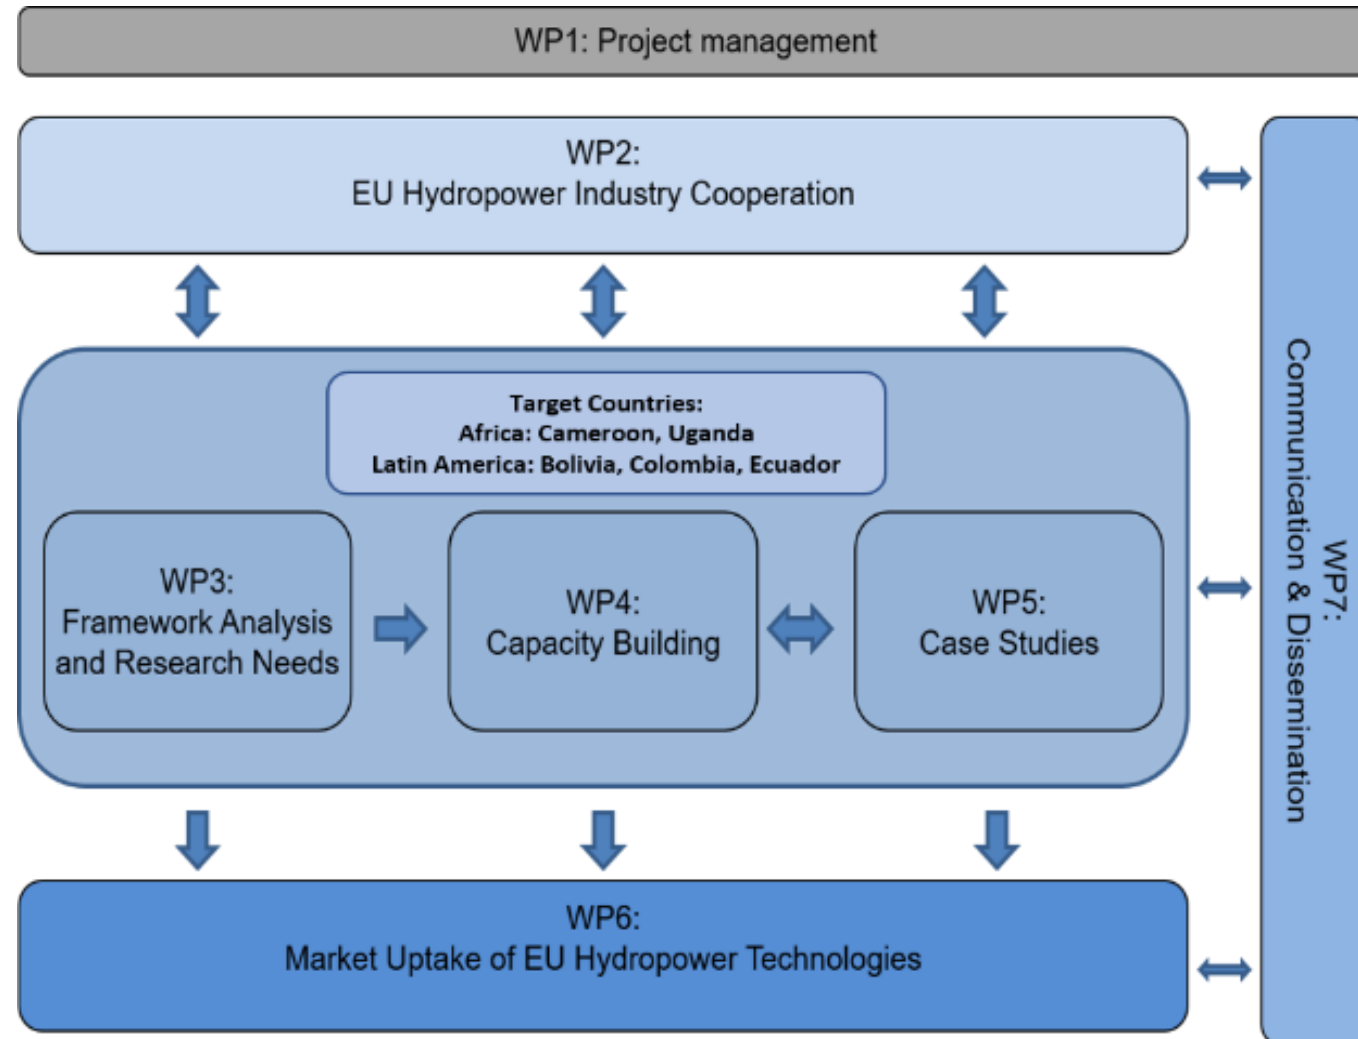 WP1: Project management
WP2:
EU Hydropower Industry Cooperation
Target Countries:
Africa: Cameroon, Uganda
Latin America: Bolivia, Colombia, Ecuador
WP3:
Framework Analysis
and Research Needs
WP4:
Capacity Building
WP5:
Case Studies
WP6:
Market Uptake of EU Hydropower Technologies
WP7:
Communication & Dissemination